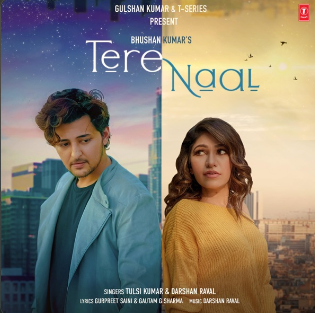 GULSHAN KUMAR & T-SERIES
PRESENT
BHUSHAN KUMAR'S
TERE
NAAL
T-SERIES
SINGERS TULSI KUMAR & DARSHAN RAVAL
LYRICS GURPREET SAINI & GAUTAM G SHARMA MUSIC DARSHAN RAVAL